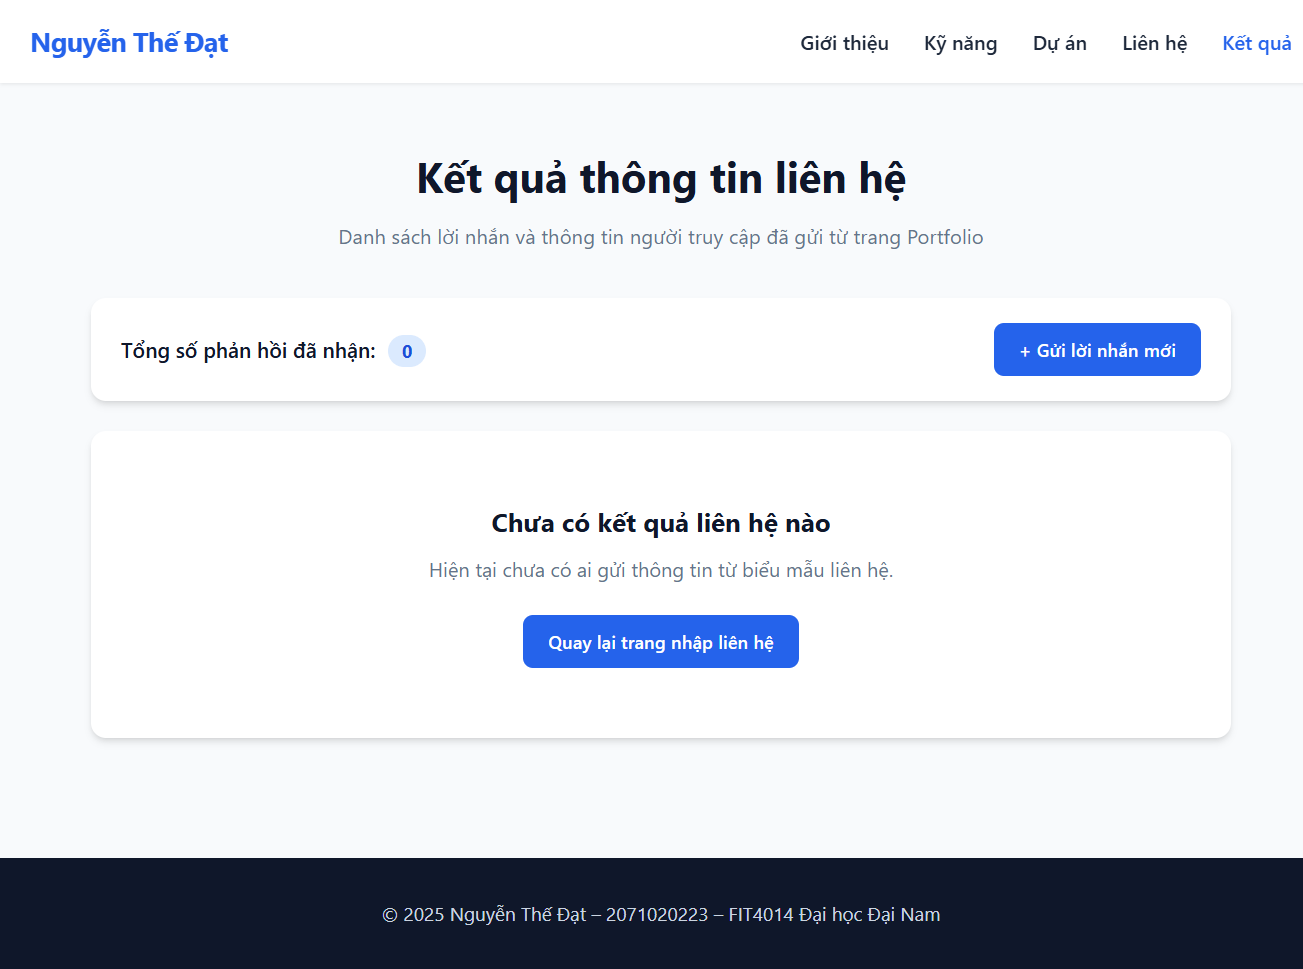 Nguyễn Thế Đạt
Giới thiệu Kỹ năng Dự án Liên hệ Kết quả
Kết quả thông tin liên hệ
Danh sách lời nhắn và thông tin người truy cập đã gửi từ trang Portfolio
Tổng số phản hồi đã nhận: 0
+ Gửi lời nhắn mới
Chưa có kết quả liên hệ nào
Hiện tại chưa có ai gửi thông tin từ biểu mẫu liên hệ.
Quay lại trang nhập liên hệ
© 2025 Nguyễn Thế Đạt – 2071020223 – FIT4014 Đại học Đại Nam